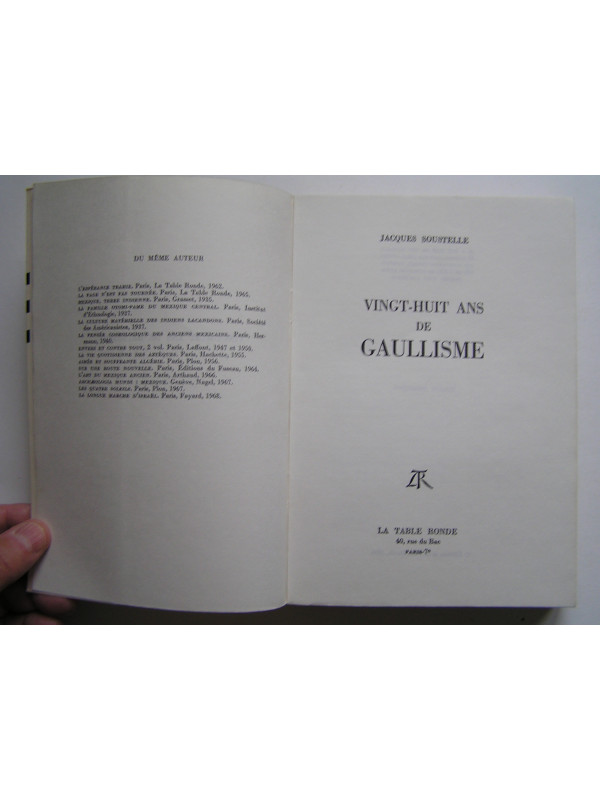 DU MÊME AUTEUR
L'ESPÉRANCE TRAHIE. Paris, La Table Ronde, 1962.
LA PAGE N'EST PAS TOURNÉE. Paris, La Table Ronde, 1965.
MEXIQUE, TERRE INDIENNE. Paris, Grasset, 1935.
LA FAMILLE OTOMI-PAME DU MEXIQUE CENTRAL. Paris, Institut
d'Ethnologie, 1937.
LA CULTURE MATÉRIELLE DES INDIENS LACANDONS. Paris, Société
des Américanistes, 1937.
LA PENSÉE COSMOLOGIQUE DES ANCIENS MEXICAINS. Paris, Her-
mann, 1940.
ENVERS ET CONTRE TOUT, 2 vol. Paris, Laffont, 1947 et 1950.
LA VIE QUOTIDIENNE DES AZTÈQUES. Paris, Hachette, 1955.
AIMÉE ET SOUFFRANTE ALGÉRIE. Paris, Plon, 1956.
SUR UNE ROUTE NOUVELLE. Paris, Éditions du Fuseau, 1964.
L'ART DU MEXIQUE ANCIEN. Paris, Arthaud, 1966.
ARCHÆOLOGIA MUNDI : MEXIQUE. Genève, Nagel, 1967.
LES QUATRE SOLEILS. Paris, Plon, 1967.
LA LONGUE MARCHE D'ISRAËL. Paris, Fayard, 1968.
JACQUES SOUSTELLE
VINGT-HUIT ANS
DE
GAULLISME
LTR
LA TABLE RONDE
40, rue du Bac
PARIS-7e